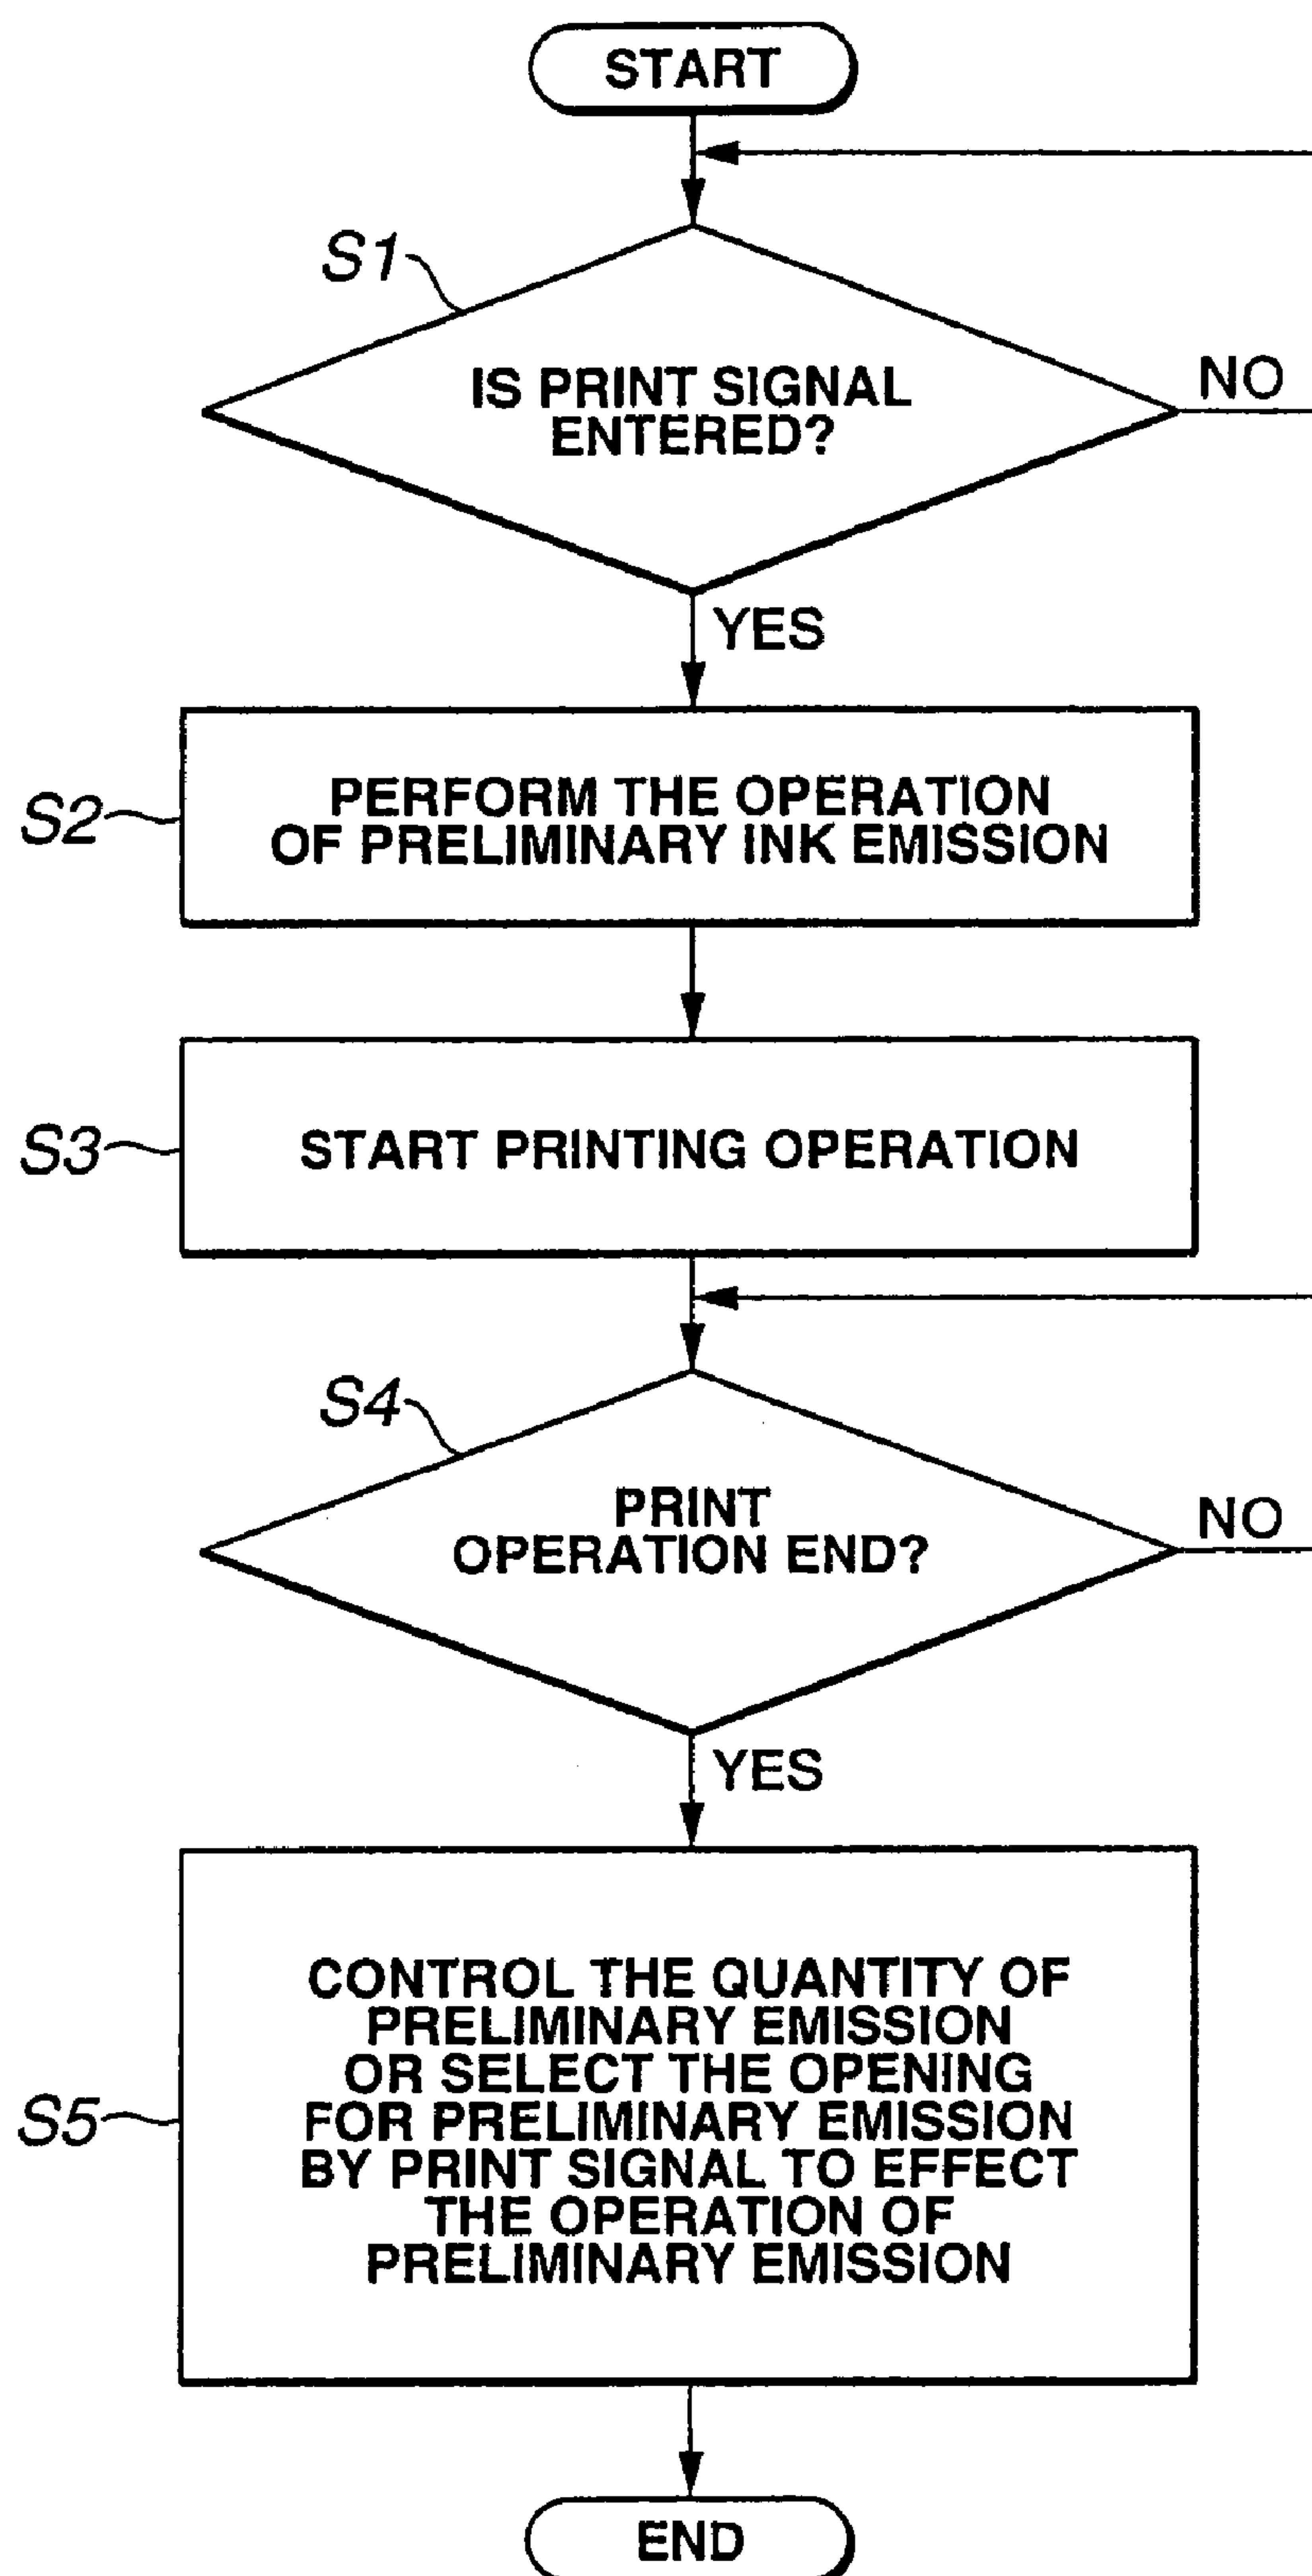 START
S1
IS PRINT SIGNAL
ENTERED?
NO
YES
S2
PERFORM THE OPERATION
OF PRELIMINARY INK EMISSION
S3
START PRINTING OPERATION
S4
PRINT
OPERATION END?
NO
YES
S5
CONTROL THE QUANTITY OF
PRELIMINARY EMISSION
OR SELECT THE OPENING
FOR PRELIMINARY EMISSION
BY PRINT SIGNAL TO EFFECT
THE OPERATION OF
PRELIMINARY EMISSION
END